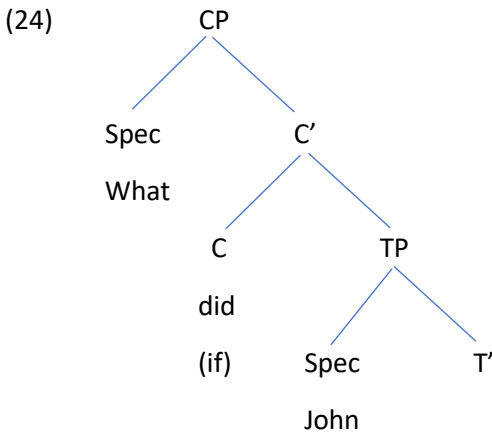 (24) CP
Spec C’
What
C TP
did
(if) Spec T’
John